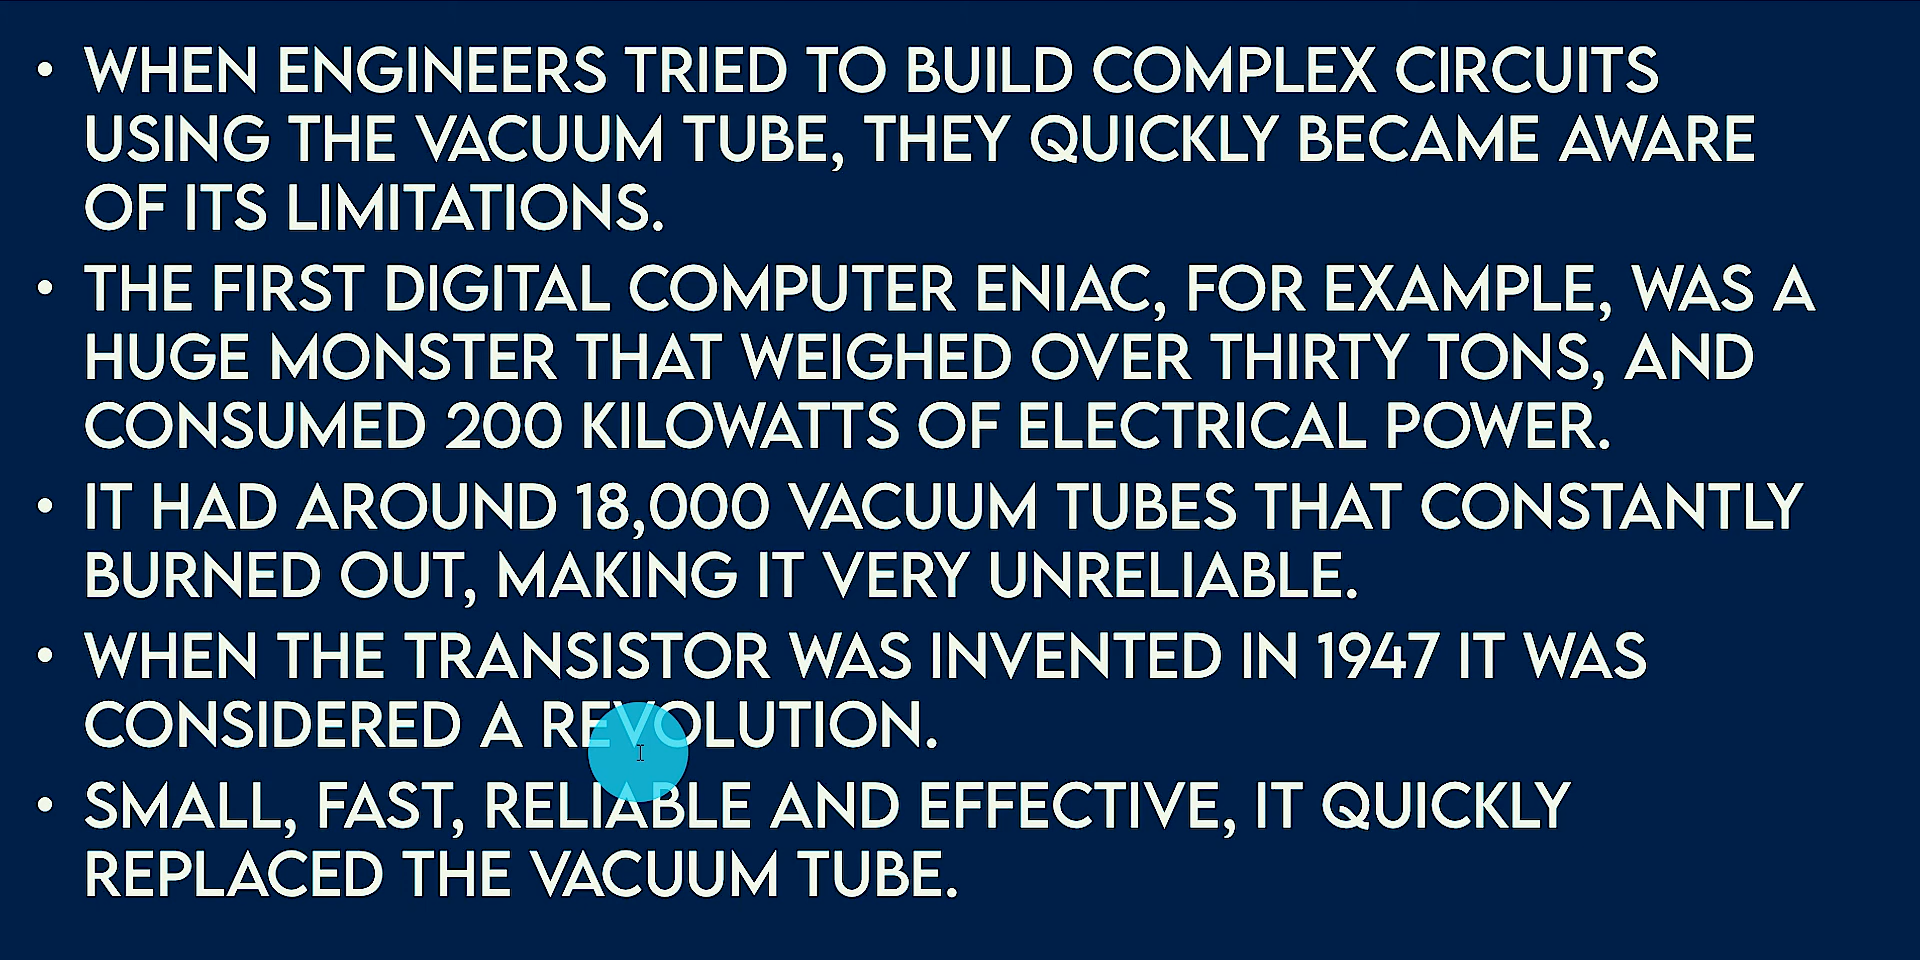 • WHEN ENGINEERS TRIED TO BUILD COMPLEX CIRCUITS
USING THE VACUUM TUBE, THEY QUICKLY BECAME AWARE
OF ITS LIMITATIONS.
• THE FIRST DIGITAL COMPUTER ENIAC, FOR EXAMPLE, WAS A
HUGE MONSTER THAT WEIGHED OVER THIRTY TONS, AND
CONSUMED 200 KILOWATTS OF ELECTRICAL POWER.
• IT HAD AROUND 18,000 VACUUM TUBES THAT CONSTANTLY
BURNED OUT, MAKING IT VERY UNRELIABLE.
• WHEN THE TRANSISTOR WAS INVENTED IN 1947 IT WAS
CONSIDERED A REVOLUTION.
• SMALL, FAST, RELIABLE AND EFFECTIVE, IT QUICKLY
REPLACED THE VACUUM TUBE.